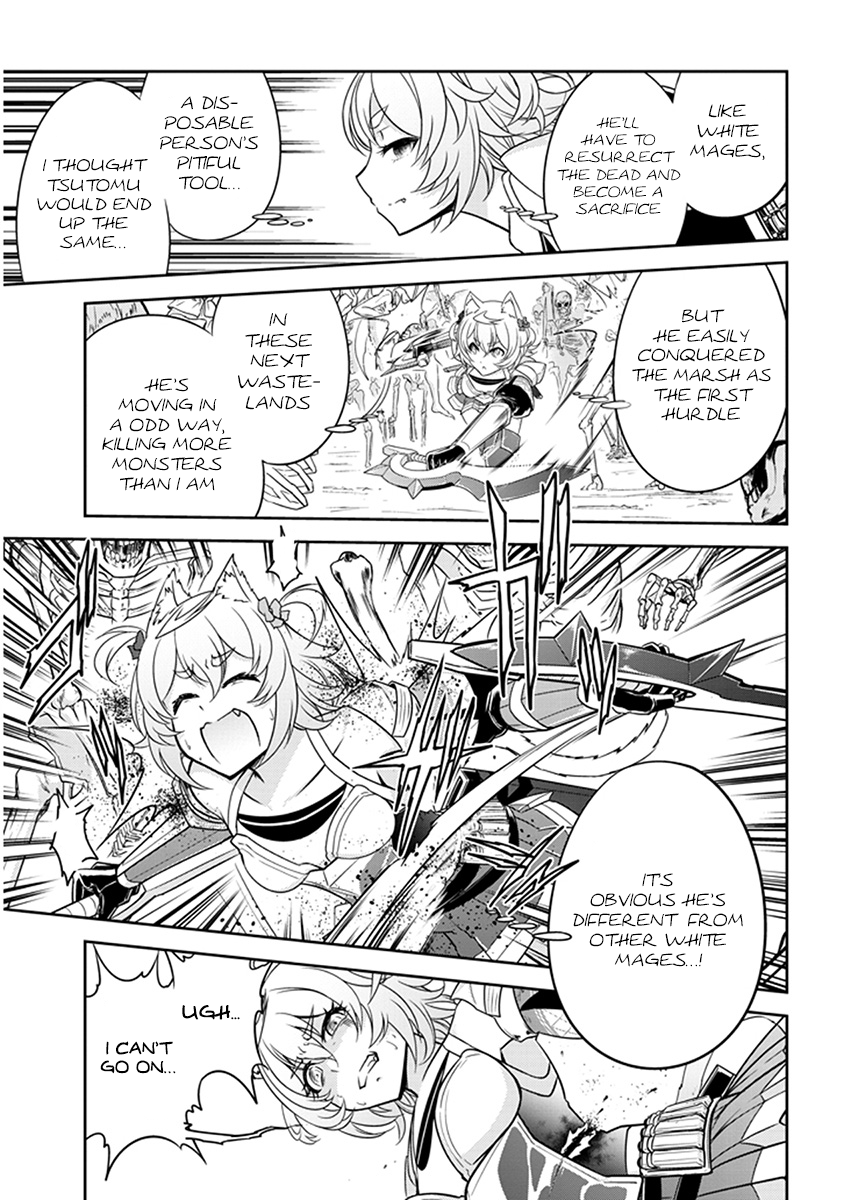 LIKE
WHITE
MAGES,
HE'LL
HAVE TO
RESURRECT
THE DEAD AND
BECOME A
SACRIFICE
A DIS-
POSABLE
PERSON'S
PITIFUL
TOOL...
I THOUGHT
TSUTOMU
WOULD END
UP THE
SAME...
BUT
HE EASILY
CONQUERED
THE MARSH AS
THE FIRST
HURDLE
IN
THESE
NEXT
WASTE-
LANDS
HE'S
MOVING IN
A ODD WAY,
KILLING MORE
MONSTERS
THAN I AM
IT'S
OBVIOUS HE'S
DIFFERENT FROM
OTHER WHITE
MAGES...!
UGH...
I CAN'T
GO ON...